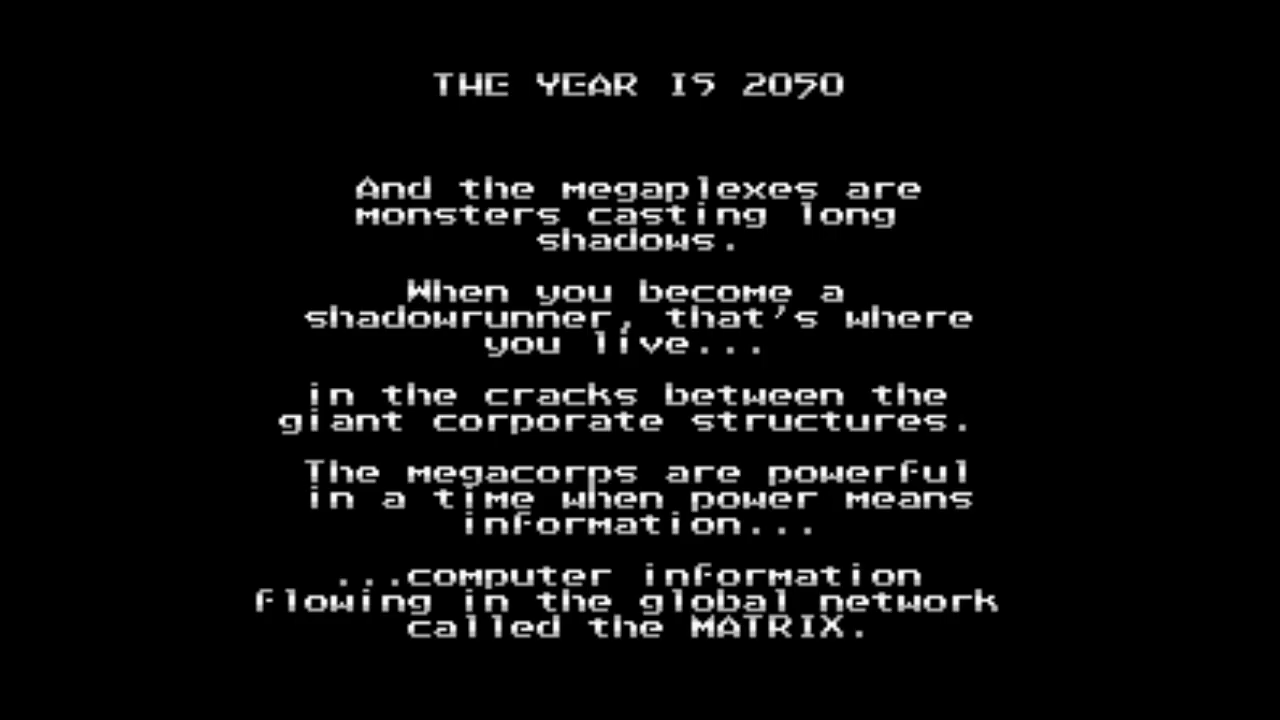 THE YEAR IS 2050
And the megaplexes are
monsters casting long
shadows.
When you become a
shadowrunner, that's where
you live...
in the cracks between the
giant corporate structures.
The megacorps are powerful
in a time when power means
information...
...computer information
flowing in the global network
called the MATRIX.